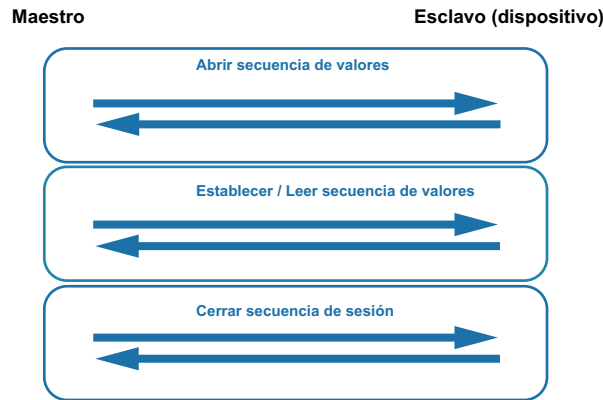 Maestro
Esclavo (dispositivo)
Abrir secuencia de valores
Establecer / Leer secuencia de valores
Cerrar secuencia de sesión